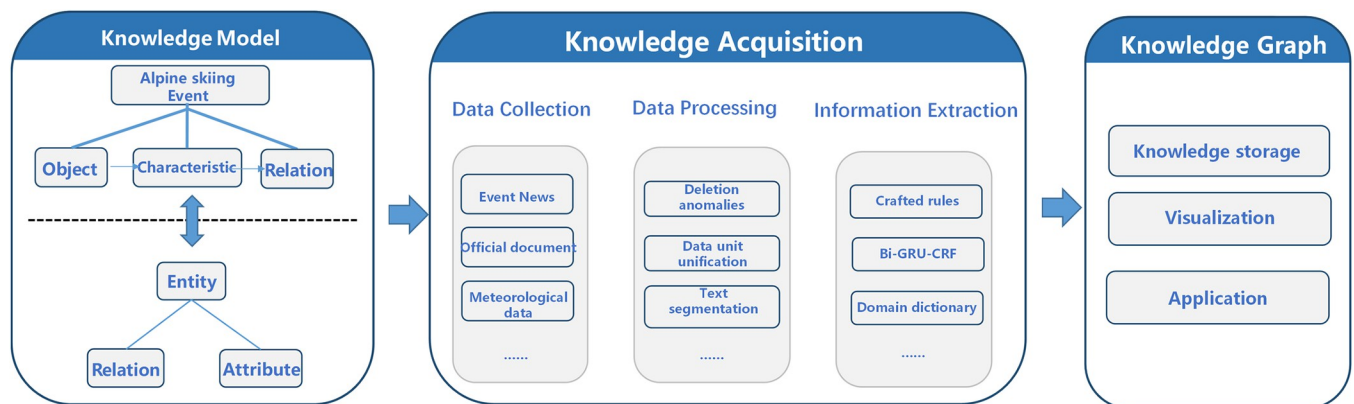 Knowledge Model
Alpine skiing
Event
Object
Characteristic
Relation
Entity
Relation
Attribute
Knowledge Acquisition
Data Collection
Event News
Official document
Meteorological
data
......
Data Processing
Deletion
anomalies
Data unit
unification
Text
segmentation
......
Information Extraction
Crafted rules
Bi-GRU-CRF
Domain dictionary
......
Knowledge Graph
Knowledge storage
Visualization
Application